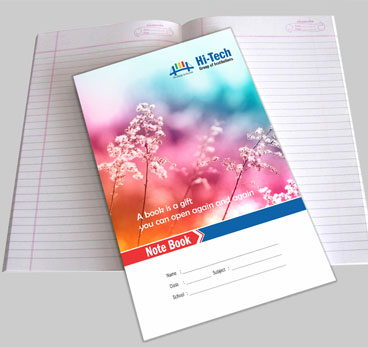 Hi-Tech
Group of Institutions
A book is a gift
you can open again and again
Note Book
Name :
Class : Subject :
School :